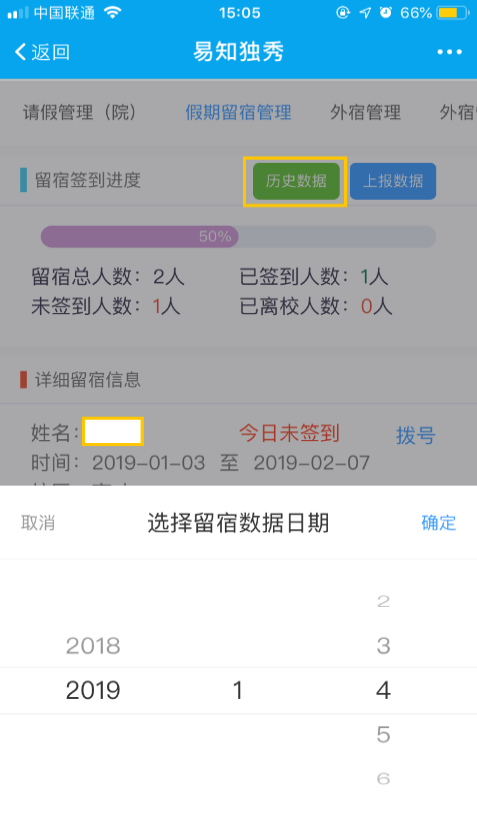 中国联通 15:05 66%
返回 易知独秀
请假管理（院） 假期留宿管理 外宿管理 外宿
留宿签到进度 历史数据 上报数据
50%
留宿总人数：2人 已签到人数：1人
未签到人数：1人 已离校人数：0人
详细留宿信息
姓名： 今日未签到 拨号
时间：2019-01-03 至 2019-02-07
取消 选择留宿数据日期 确定
2
2018 3
2019 1 4
5
6